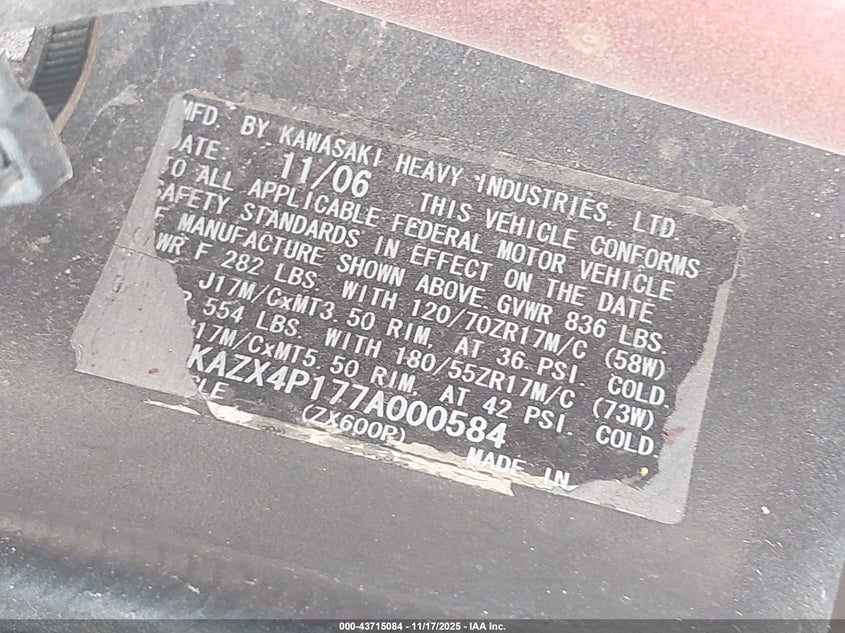 MFD. BY KAWASAKI HEAVY INDUSTRIES, LTD.
DATE. 11/06 THIS VEHICLE CONFORMS
TO ALL APPLICABLE FEDERAL MOTOR VEHICLE
SAFETY STANDARDS IN EFFECT ON THE DATE
F MANUFACTURE SHOWN ABOVE. GVWR 836 LBS.
WR F 282 LBS. WITH 120/70ZR17M/C (58W)
J17M/CxMT3.50 RIM, AT 36 PSI. COLD.
R 554 LBS. WITH 180/55ZR17M/C (73W)
J17M/CxMT5.50 RIM, AT 42 PSI. COLD.
KAZX4P177A000584
CLE (ZX600P) MADE IN
000-43715084 - 11/17/2025 - IAA Inc.